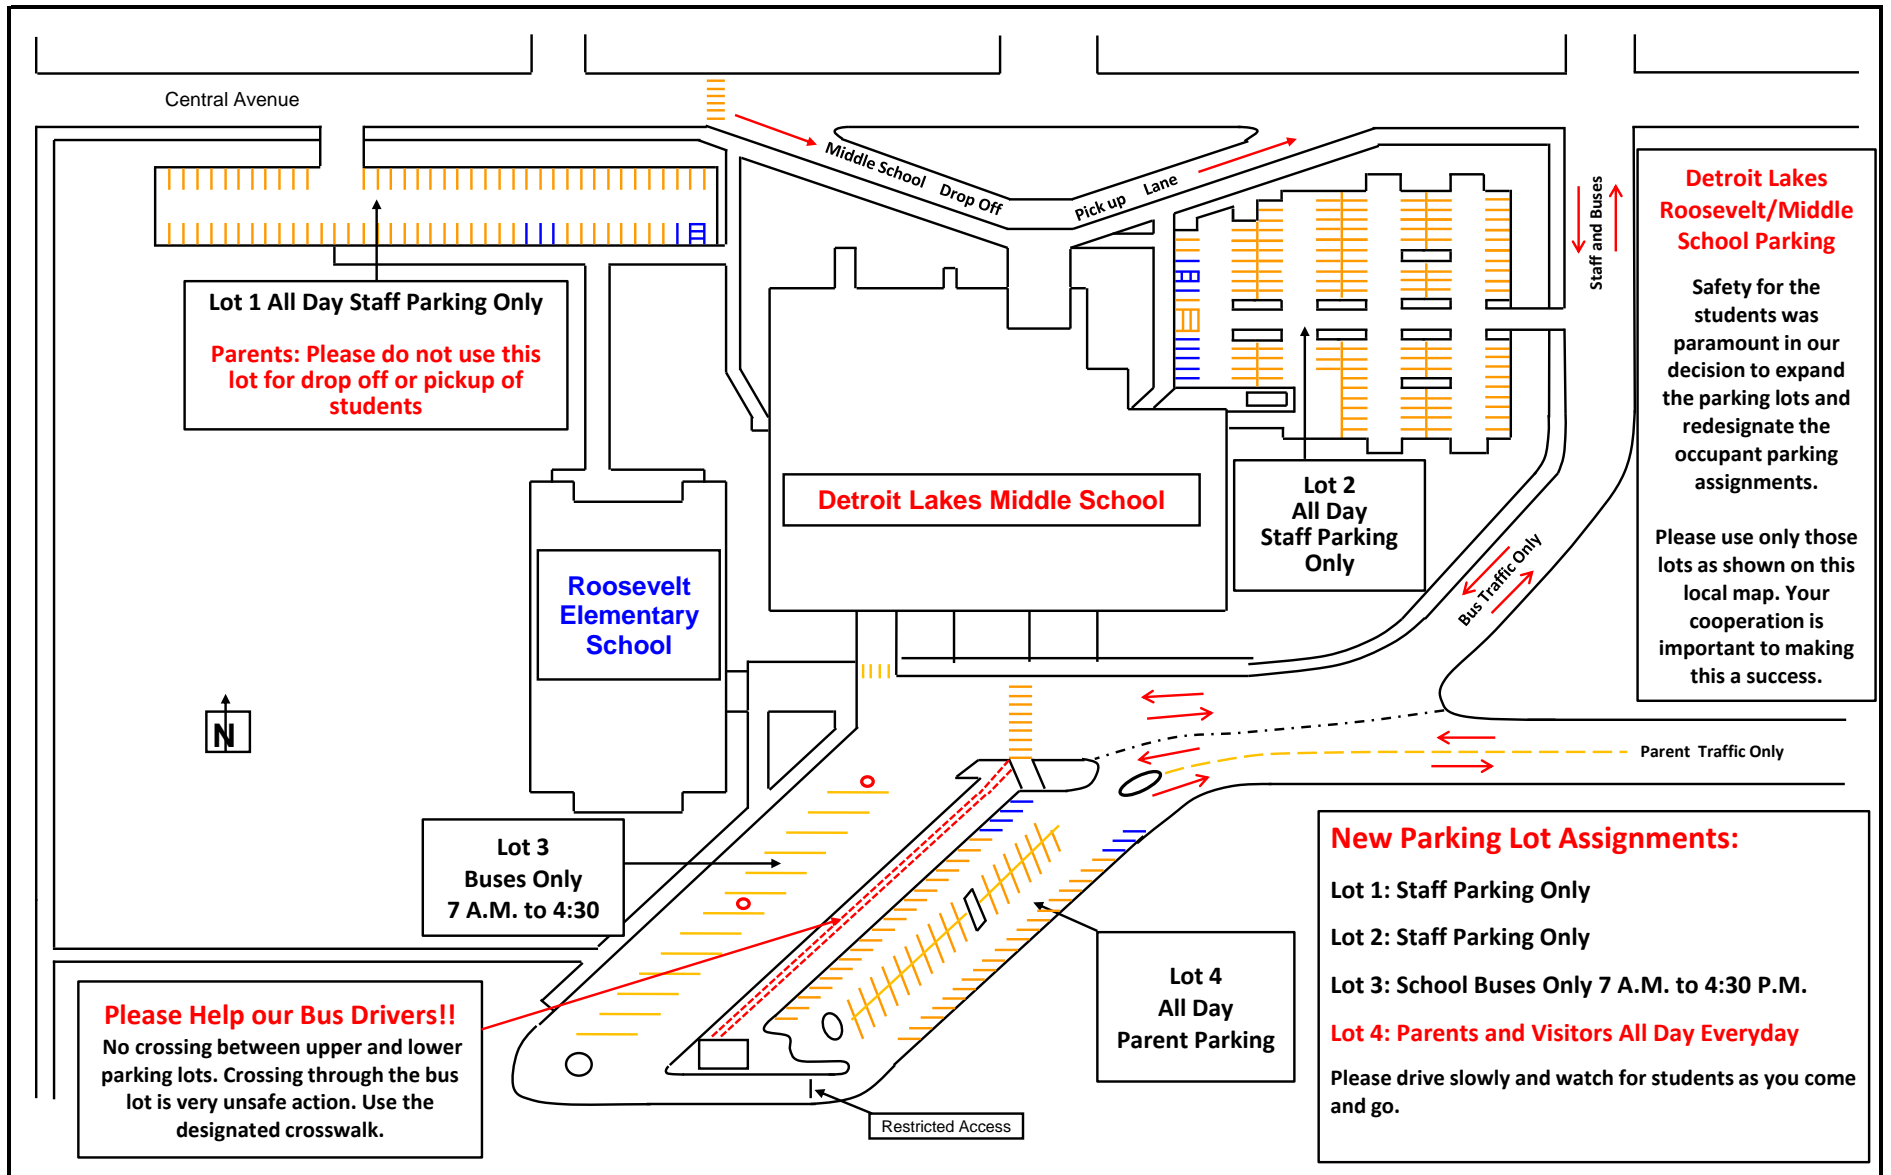 Central Avenue
Middle School Drop Off
Pick up Lane
Staff and Buses
Detroit Lakes
Roosevelt/Middle
School Parking
Safety for the
students was
paramount in our
decision to expand
the parking lots and
redesignate the
occupant parking
assignments.
Please use only those
lots as shown on this
local map. Your
cooperation is
important to making
this a success.
Lot 1 All Day Staff Parking Only
Parents: Please do not use this
lot for drop off or pickup of
students
Detroit Lakes Middle School
Lot 2
All Day
Staff Parking
Only
Roosevelt
Elementary
School
Bus Traffic Only
N
Parent Traffic Only
Lot 3
Buses Only
7 A.M. to 4:30
Lot 4
All Day
Parent Parking
Please Help our Bus Drivers!!
No crossing between upper and lower
parking lots. Crossing through the bus
lot is very unsafe action. Use the
designated crosswalk.
Restricted Access
New Parking Lot Assignments:
Lot 1: Staff Parking Only
Lot 2: Staff Parking Only
Lot 3: School Buses Only 7 A.M. to 4:30 P.M.
Lot 4: Parents and Visitors All Day Everyday
Please drive slowly and watch for students as you come
and go.